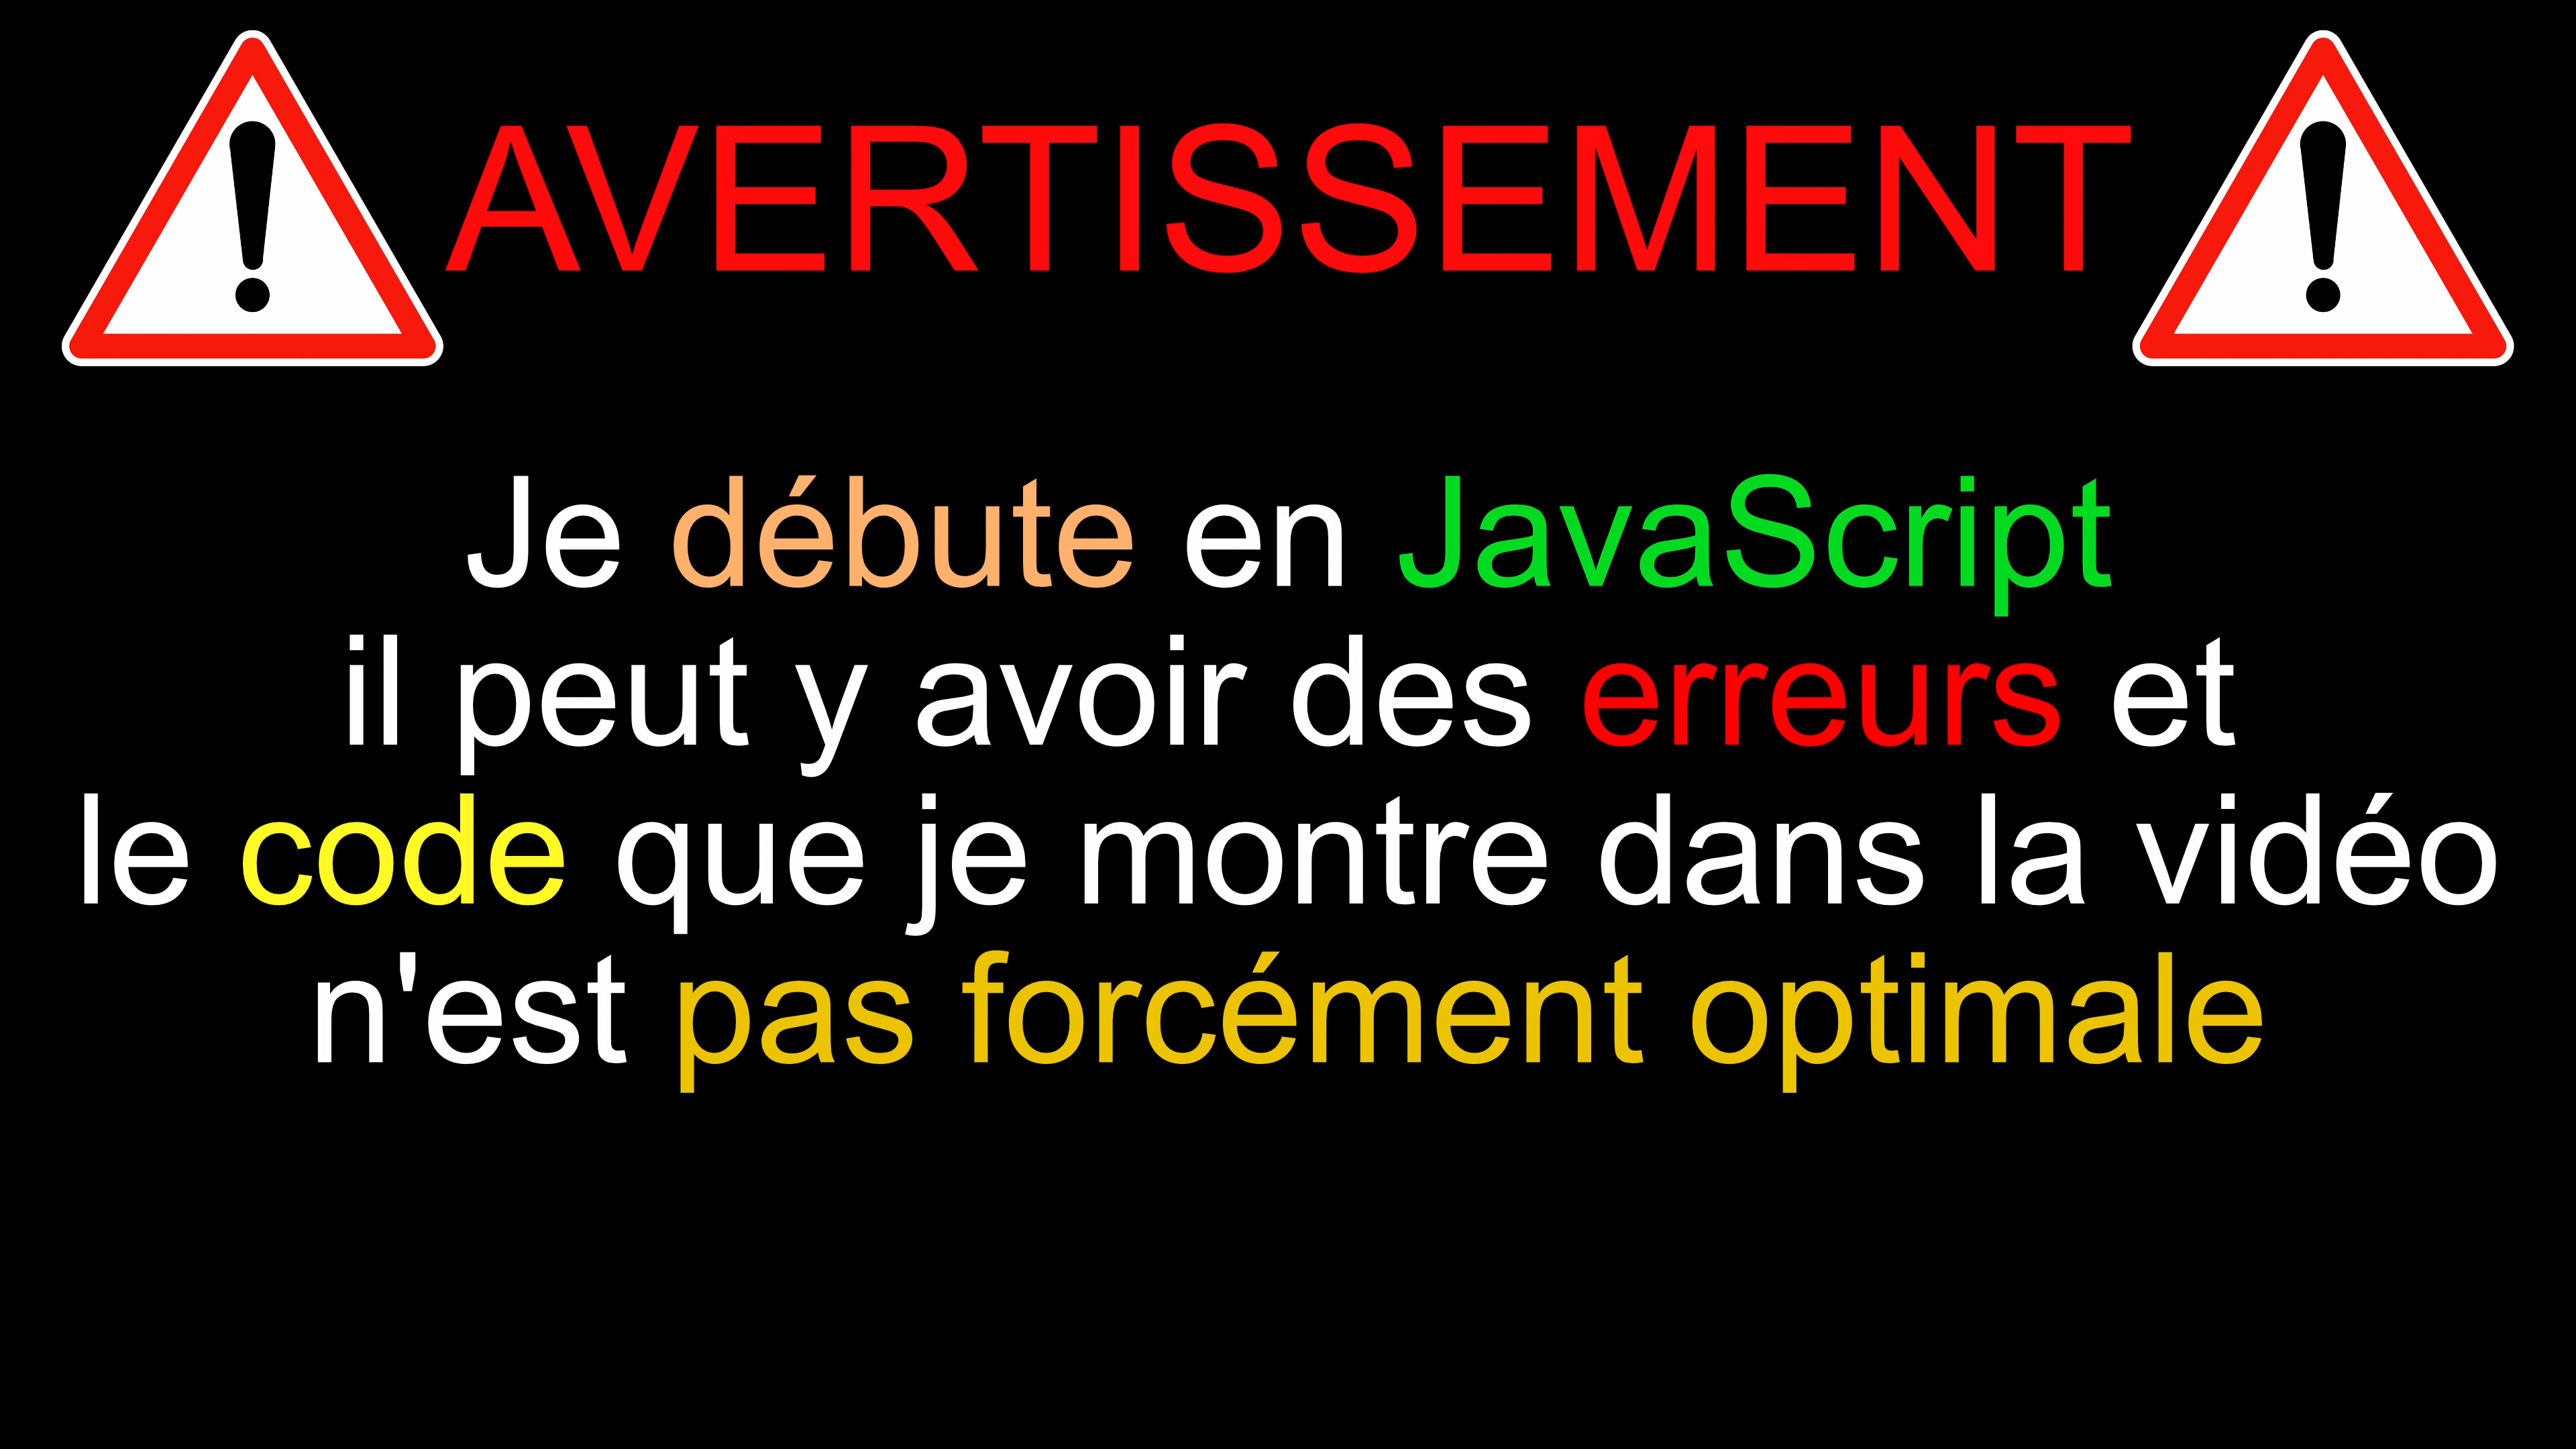 AVERTISSEMENT
Je débute en JavaScript
il peut y avoir des erreurs et
le code que je montre dans la vidéo
n'est pas forcément optimale